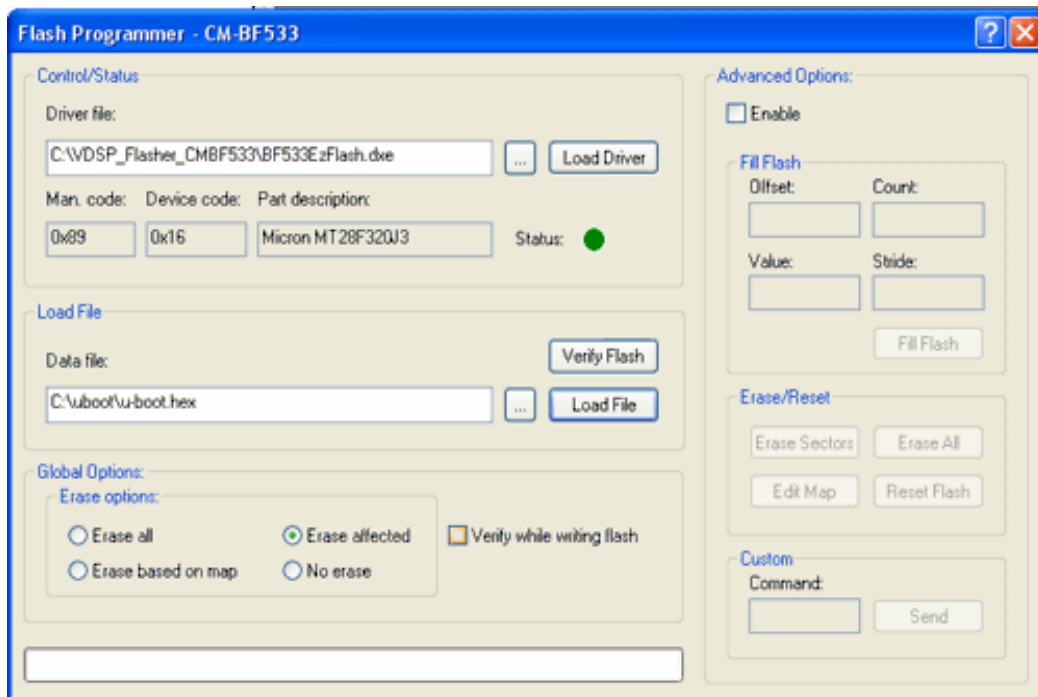 Flash Programmer - CM-BF533
Control/Status
Driver file:
C:\VDSP_Flasher_CMBF533\BF533EzFlash.dxe
...
Load Driver
Man. code: Device code: Part description:
0x89 0x16 Micron MT28F320J3 Status:
Load File
Data file:
Verify Flash
C:\uboot\u-boot.hex
...
Load File
Global Options:
Erase options:
Erase all Erase affected Verify while writing flash
Erase based on map No erase
Advanced Options:
Enable
Fill Flash
Offset: Count:
Value: Stride:
Fill Flash
Erase/Reset
Erase Sectors Erase All
Edit Map Reset Flash
Custom
Command:
Send